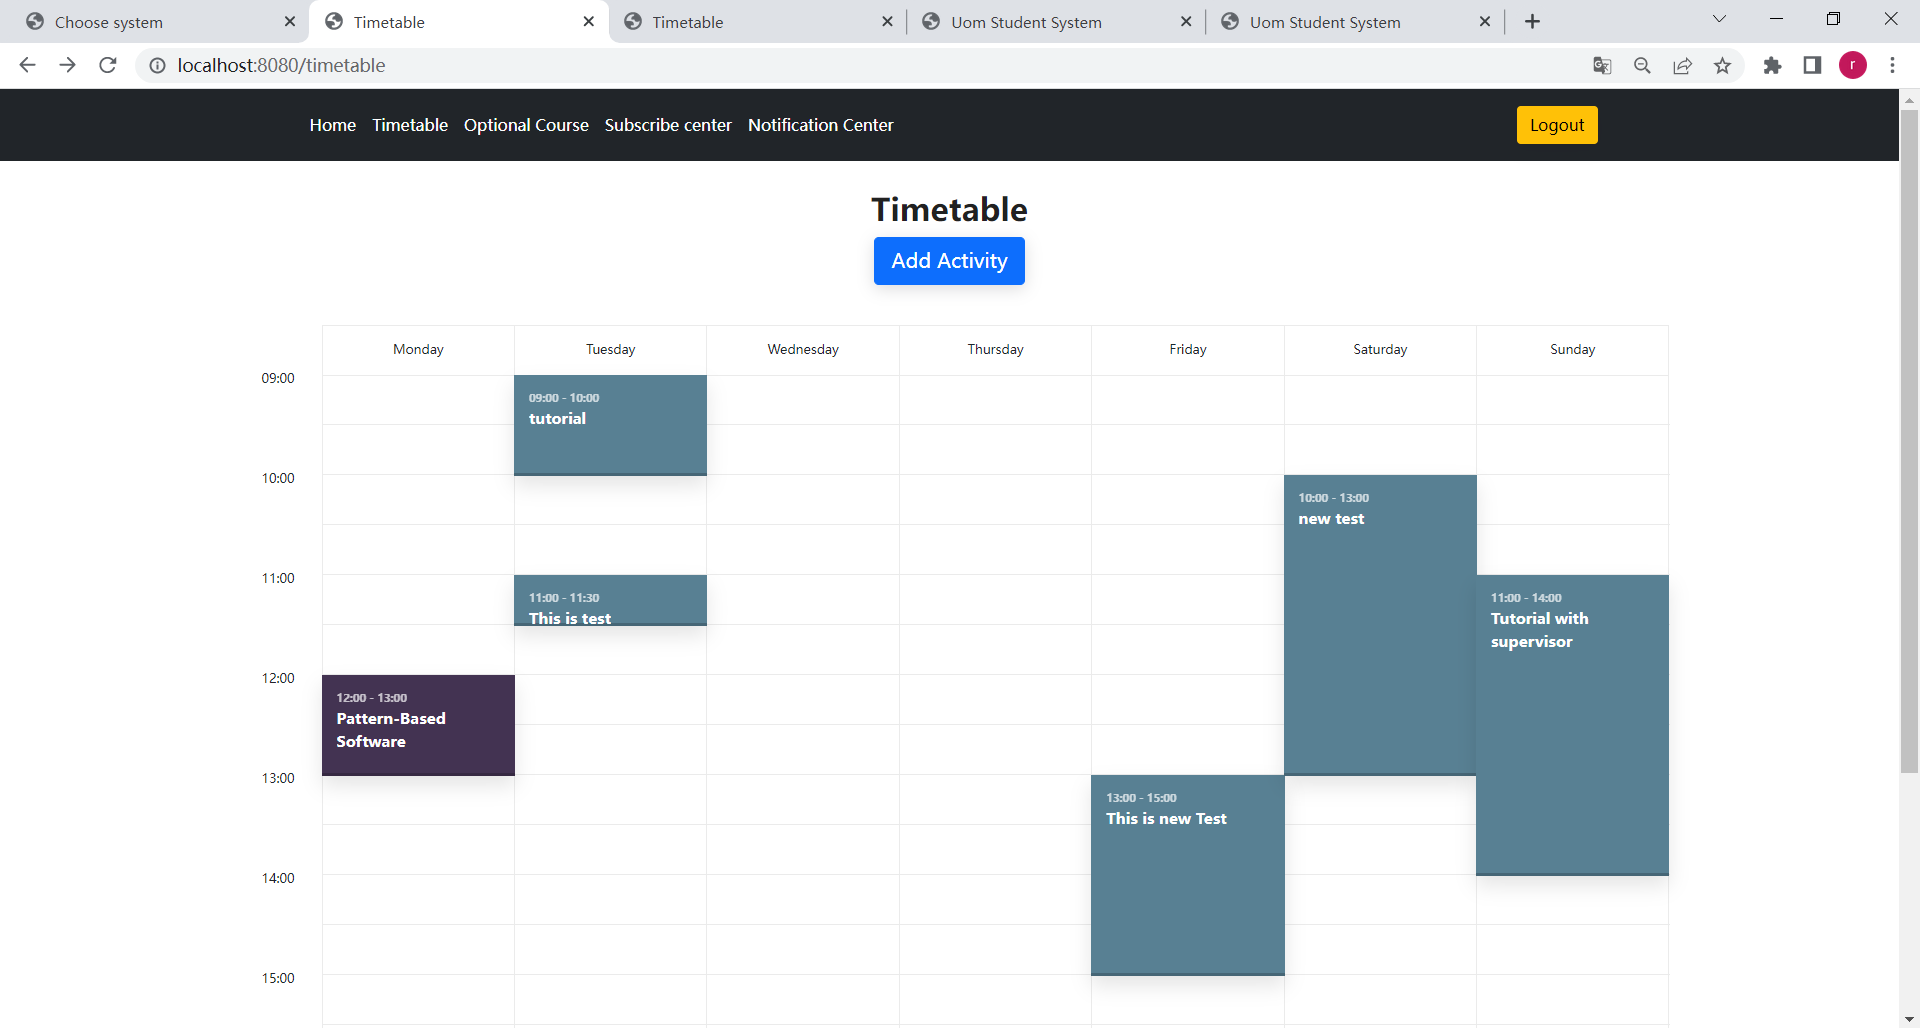 Choose system
Timetable
Timetable
Uom Student System
Uom Student System
localhost:8080/timetable
r
Home Timetable Optional Course Subscribe center Notification Center
Logout
Timetable
Add Activity
Monday Tuesday Wednesday Thursday Friday Saturday Sunday
09:00
09:00 - 10:00
tutorial
10:00
10:00 - 13:00
new test
11:00
11:00 - 11:30
This is test
11:00 - 14:00
Tutorial with
supervisor
12:00
12:00 - 13:00
Pattern-Based
Software
13:00
13:00 - 15:00
This is new Test
14:00
15:00